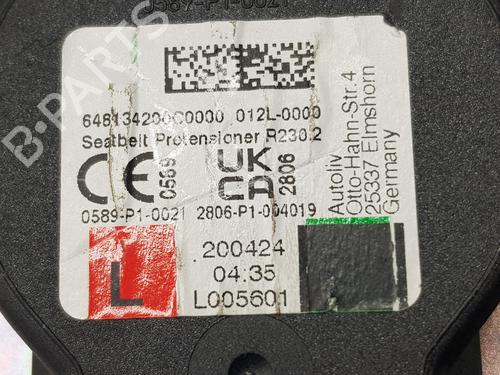 0589-P1-0021
B-PARTS
648134200C0000 012L-0000
Seatbelt Pretensioner R230.2
CE 0589
UK CA 2806
0589-P1-0021 2806-P1-004019
Autoliv
Otto-Hahn-Str.4
25337 Elmshorn
Germany
L
200424
04:35
L005601